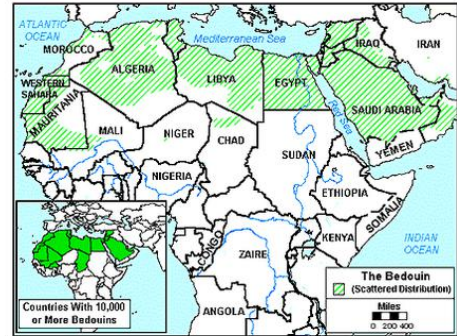 ATLANTIC
OCEAN
Mediterranean Sea
MOROCCO
ALGERIA
LIBYA
EGYPT
IRAQ
IRAN
WESTERN
SAHARA
MAURITANIA
SAUDI ARABIA
Red Sea
YEMEN
MALI
NIGER
CHAD
SUDAN
NIGERIA
ETHIOPIA
SOMALIA
CONGO
ZAIRE
KENYA
INDIAN
OCEAN
ANGOLA
Countries With 10,000
or More Bedouins
The Bedouin
(Scattered Distribution)
Miles
0 200 400